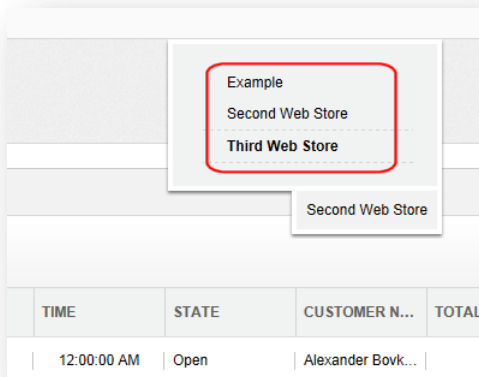 Example
Second Web Store
Third Web Store
Second Web Store
TIME STATE CUSTOMER N... TOTAL
12:00:00 AM Open Alexander Bovk...